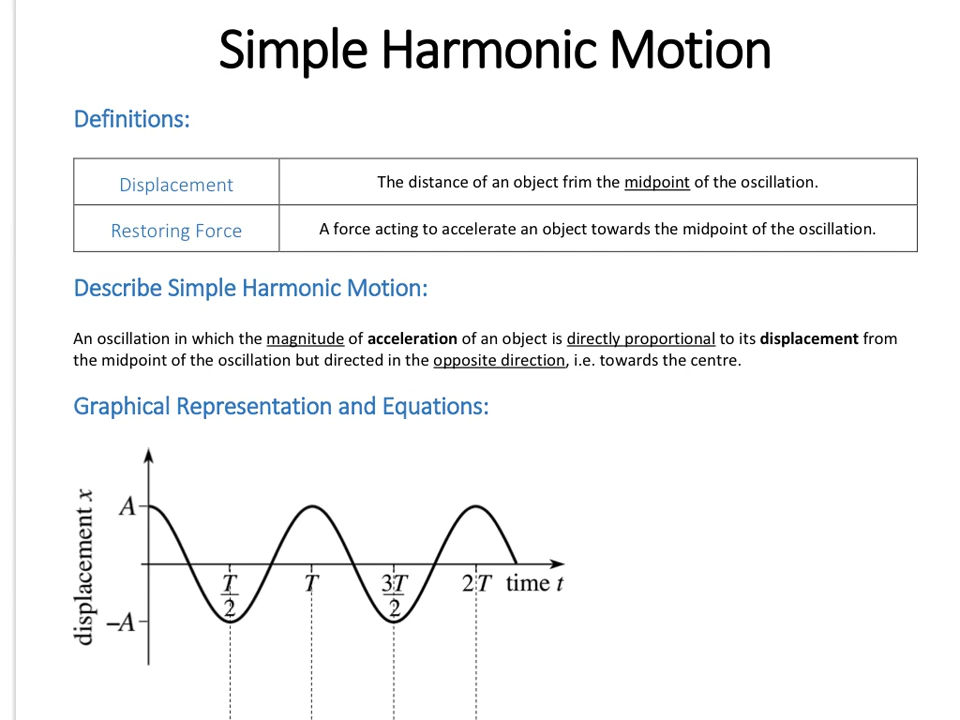 Simple Harmonic Motion
Definitions:
Displacement
The distance of an object frim the midpoint of the oscillation.
Restoring Force
A force acting to accelerate an object towards the midpoint of the oscillation.
Describe Simple Harmonic Motion:
An oscillation in which the magnitude of acceleration of an object is directly proportional to its displacement from
the midpoint of the oscillation but directed in the opposite direction, i.e. towards the centre.
Graphical Representation and Equations:
displacement x
A
–A
T/2
T
3T/2
2T
time t